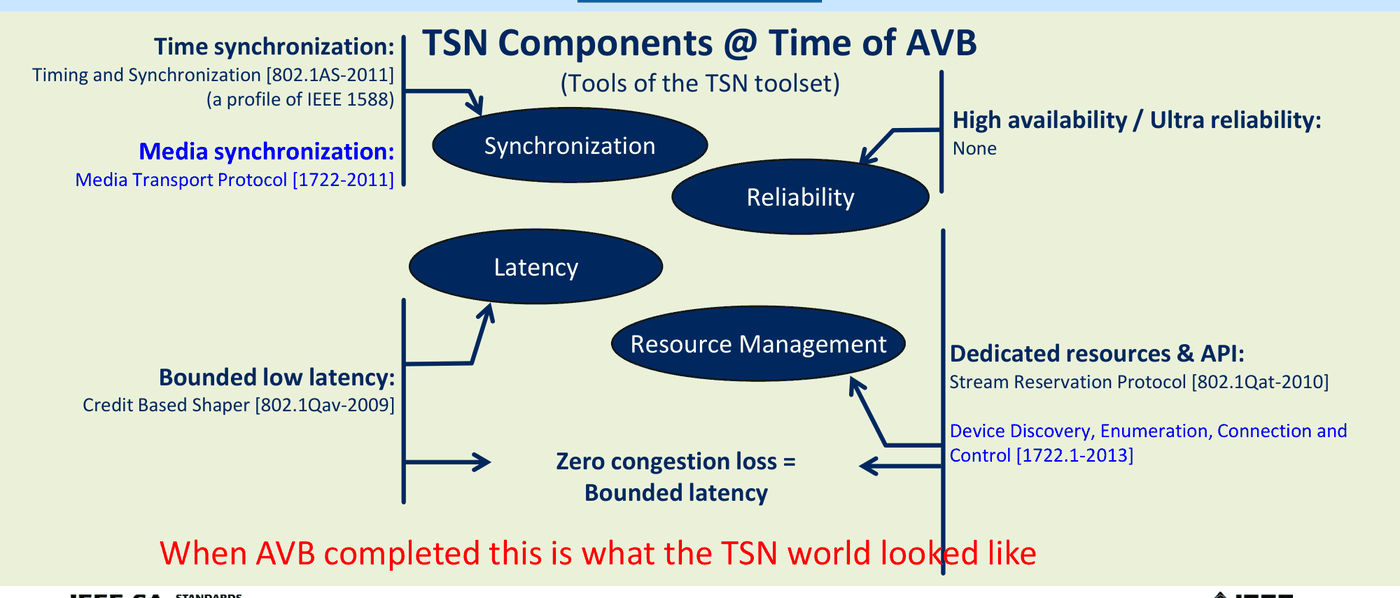 TSN Components @ Time of AVB
(Tools of the TSN toolset)
Time synchronization:
Timing and Synchronization [802.1AS-2011]
(a profile of IEEE 1588)
Media synchronization:
Media Transport Protocol [1722-2011]
Synchronization
High availability / Ultra reliability:
None
Reliability
Latency
Resource Management
Bounded low latency:
Credit Based Shaper [802.1Qav-2009]
Dedicated resources & API:
Stream Reservation Protocol [802.1Qat-2010]
Device Discovery, Enumeration, Connection and
Control [1722.1-2013]
Zero congestion loss =
Bounded latency
When AVB completed this is what the TSN world looked like
IEEE SA STANDARDS
IEEE